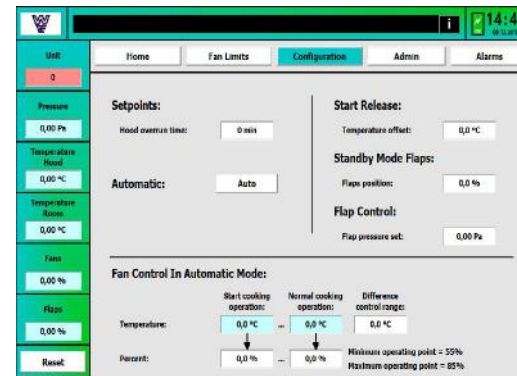 i 14:4
Unit
0
Home Fan Limits Configuration Admin Alarms
Pressure
0,00 Pa
Temperature
Hood
0,00 °C
Temperature
Room
0,00 °C
Fans
0,00 %
Flaps
0,00 %
Reset
Setpoints:
Hood overrun time: 0 min
Automatic: Auto
Start Release:
Temperature offset: 0,0 °C
Standby Mode Flaps:
Flaps position: 0,0 %
Flap Control:
Flap pressure set: 0,00 Pa
Fan Control In Automatic Mode:
Start cooking
operation:
Normal cooking
operation:
Difference
control range:
Temperature: 0,0 °C ... 0,0 °C 0,0 °C
Percent: 0,0 % ... 0,0 %
Minimum operating point = 55%
Maximum operating point = 85%